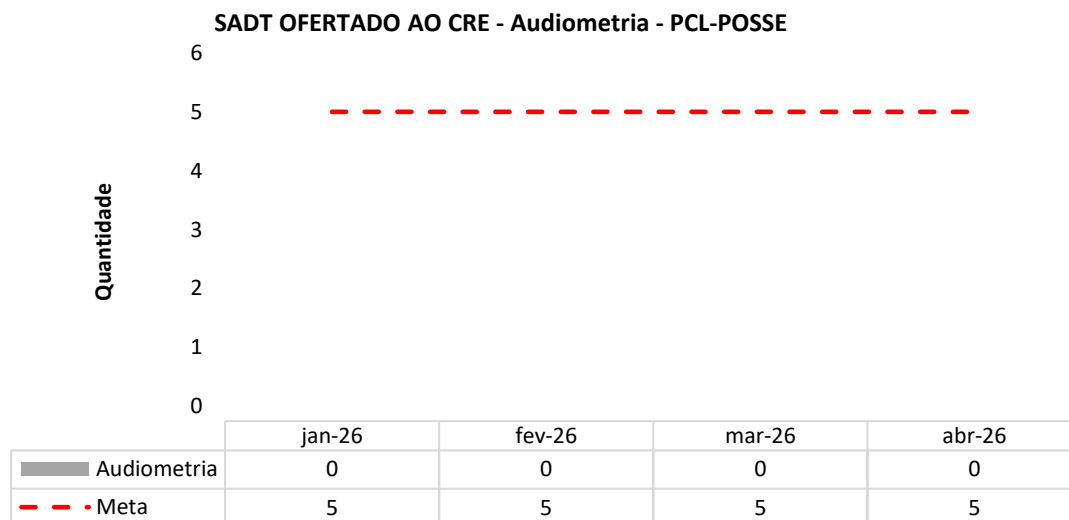 SADT OFERTADO AO CRE - Audiometria - PCL-POSSE
6
5
4
3
2
1
0
Quantidade
jan-26 fev-26 mar-26 abr-26
Audiometria 0 0 0 0
Meta 5 5 5 5